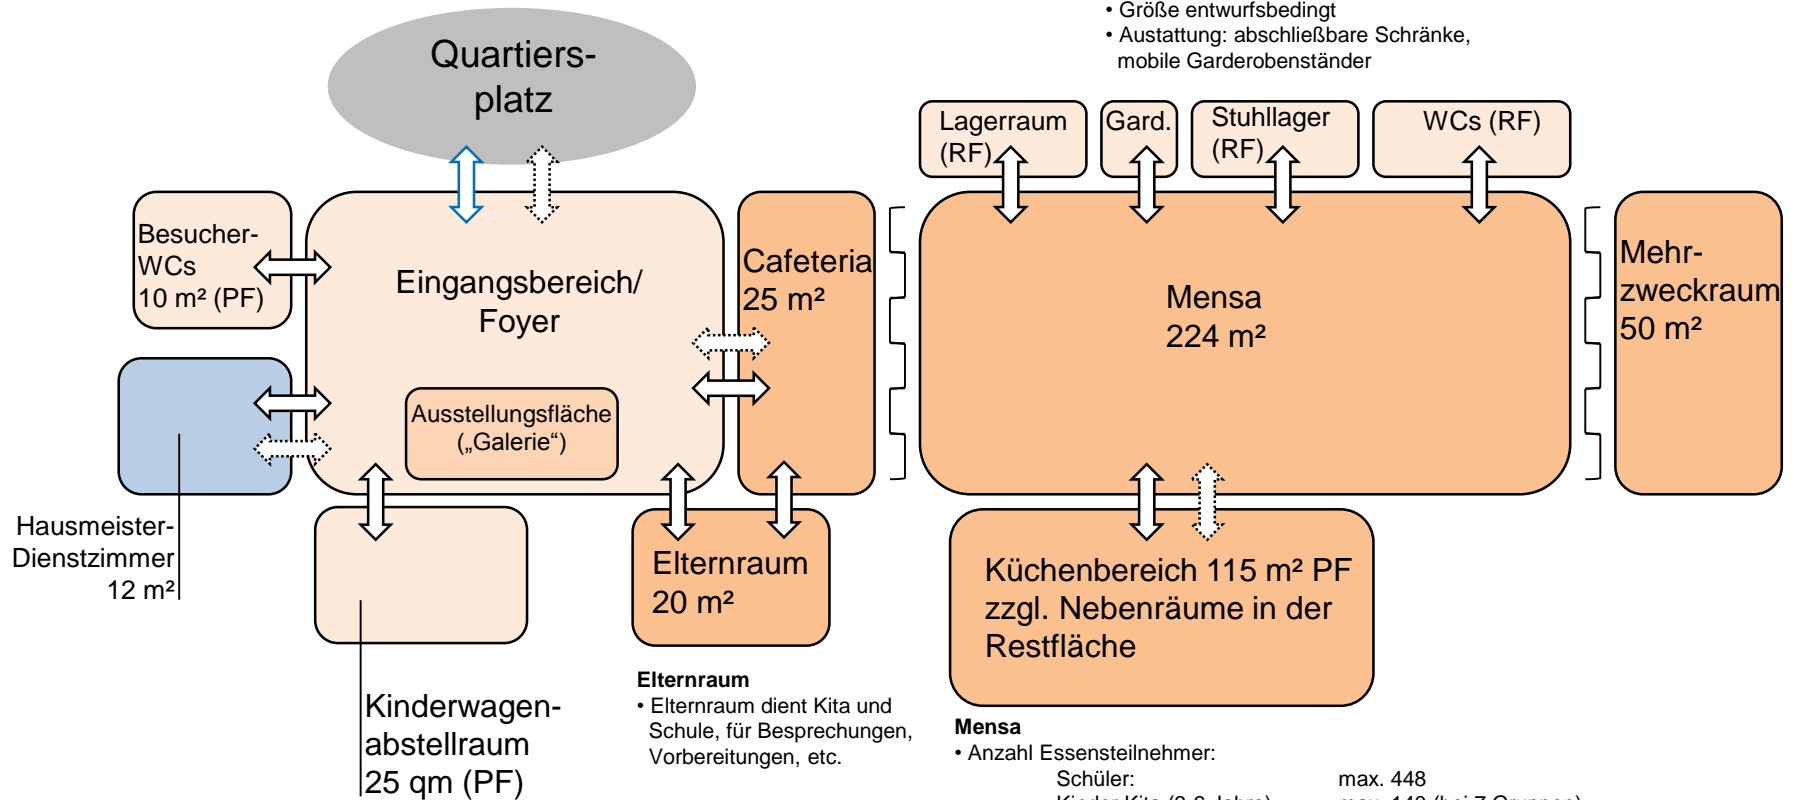 • Größe entwurfsbedingt
• Austattung: abschließbare Schränke,
mobile Garderobenständer
Quartiers-
platz
Lagerraum
(RF)
Gard.
Stuhllager
(RF)
WCs (RF)
Besucher-
WCs
10 m² (PF)
Eingangsbereich/
Foyer
Cafeteria
25 m²
Mensa
224 m²
Mehr-
zweckraum
50 m²
Ausstellungsfläche
(„Galerie“)
Hausmeister-
Dienstzimmer
12 m²
Elternraum
20 m²
Küchenbereich 115 m² PF
zzgl. Nebenräume in der
Restfläche
Kinderwagen-
abstellraum
25 qm (PF)
Elternraum
• Elternraum dient Kita und
Schule, für Besprechungen,
Vorbereitungen, etc.
Mensa
• Anzahl Essensteilnehmer:
Schüler: max. 448